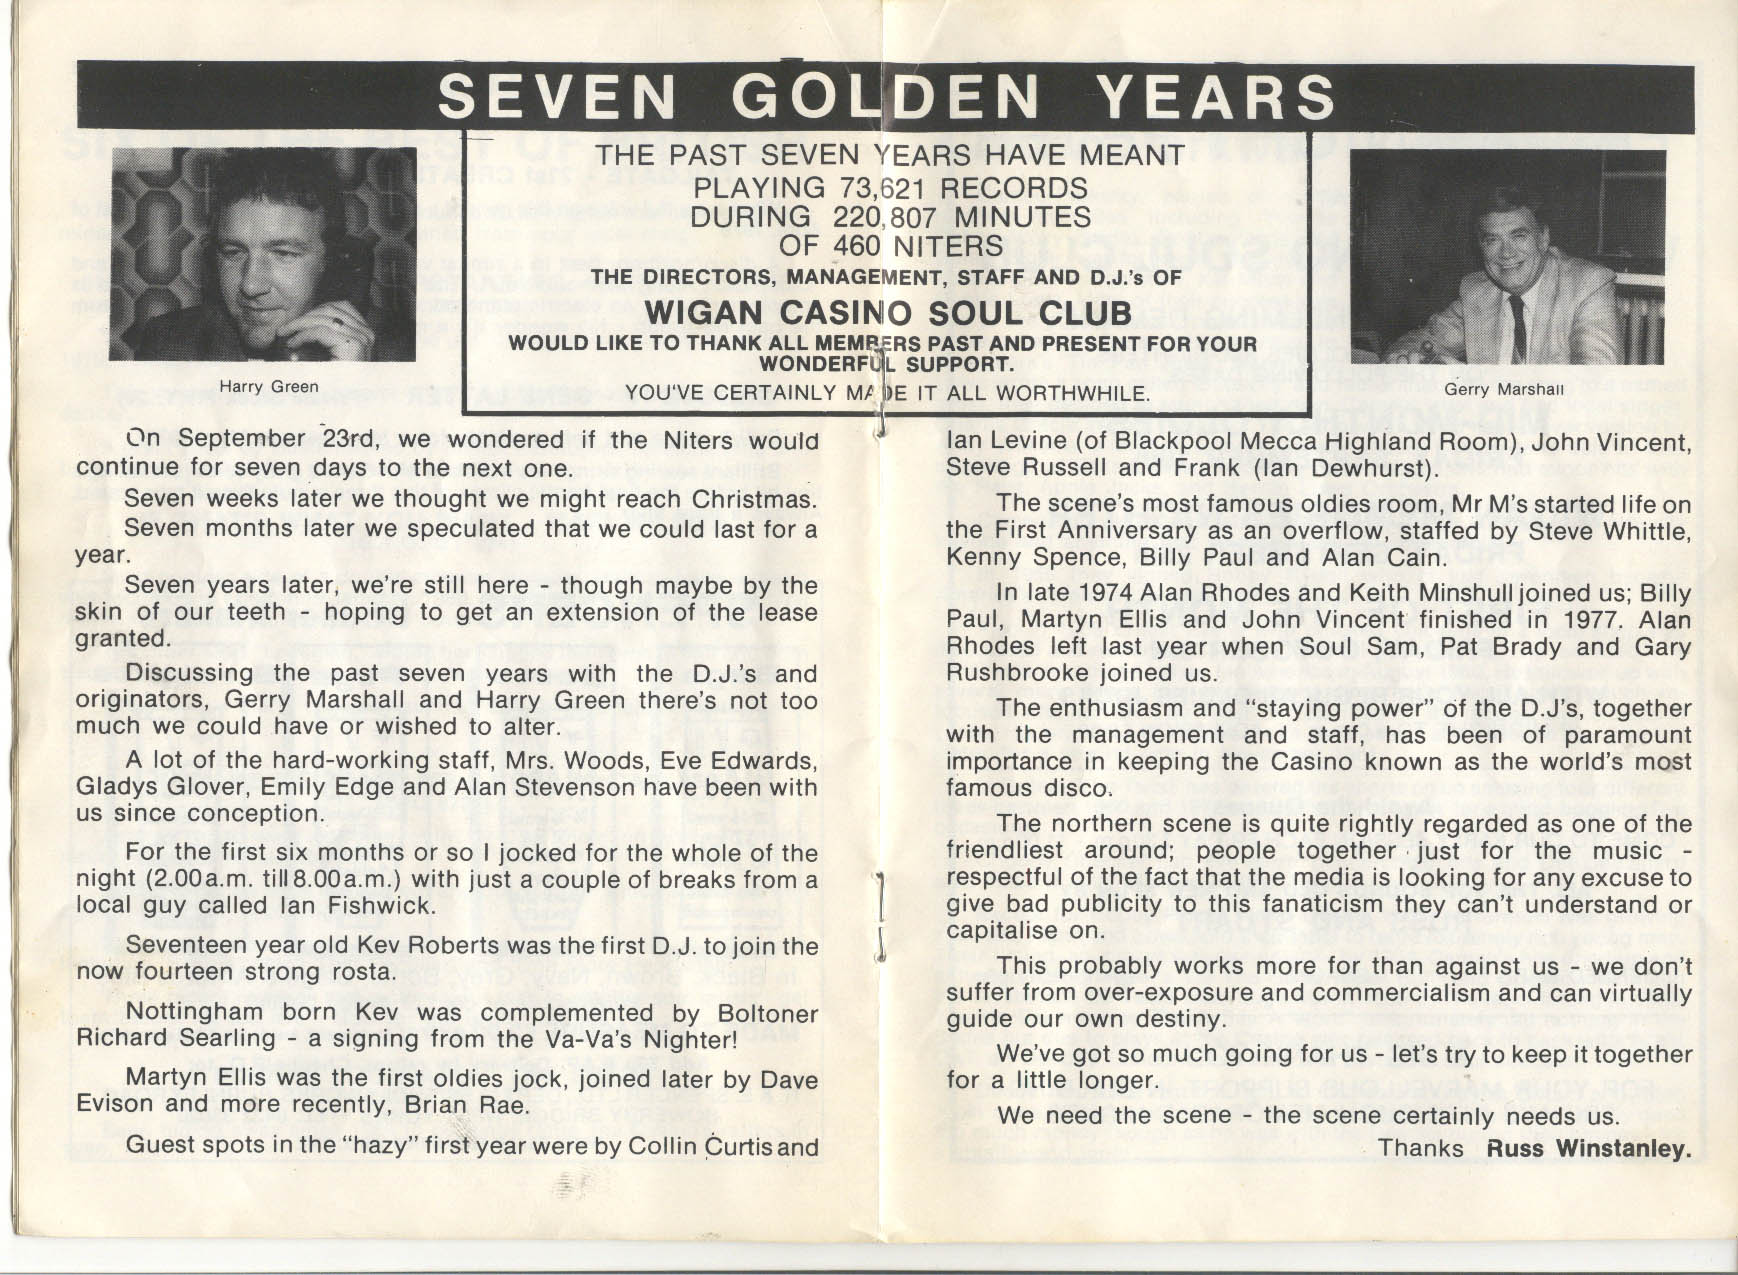 SEVEN GOLDEN YEARS
THE PAST SEVEN YEARS HAVE MEANT
PLAYING 73,621 RECORDS
DURING 220,807 MINUTES
OF 460 NITERS
THE DIRECTORS, MANAGEMENT, STAFF AND D.J.'s OF
WIGAN CASINO SOUL CLUB
WOULD LIKE TO THANK ALL MEMBERS PAST AND PRESENT FOR YOUR
WONDERFUL SUPPORT.
YOU'VE CERTAINLY MADE IT ALL WORTHWHILE.
Harry Green
Gerry Marshall
On September 23rd, we wondered if the Niters would
continue for seven days to the next one.
Seven weeks later we thought we might reach Christmas.
Seven months later we speculated that we could last for a
year.
Seven years later, we're still here - though maybe by the
skin of our teeth - hoping to get an extension of the lease
granted.
Discussing the past seven years with the D.J.'s and
originators, Gerry Marshall and Harry Green there's not too
much we could have or wished to alter.
A lot of the hard-working staff, Mrs. Woods, Eve Edwards,
Gladys Glover, Emily Edge and Alan Stevenson have been with
us since conception.
For the first six months or so I jocked for the whole of the
night (2.00a.m. till 8.00a.m.) with just a couple of breaks from a
local guy called Ian Fishwick.
Seventeen year old Kev Roberts was the first D.J. to join the
now fourteen strong rosta.
Nottingham born Kev was complemented by Boltoner
Richard Searling - a signing from the Va-Va's Nighter!
Martyn Ellis was the first oldies jock, joined later by Dave
Evison and more recently, Brian Rae.
Guest spots in the "hazy" first year were by Collin Curtis and
Ian Levine (of Blackpool Mecca Highland Room), John Vincent,
Steve Russell and Frank (Ian Dewhurst).
The scene's most famous oldies room, Mr M's started life on
the First Anniversary as an overflow, staffed by Steve Whittle,
Kenny Spence, Billy Paul and Alan Cain.
In late 1974 Alan Rhodes and Keith Minshull joined us; Billy
Paul, Martyn Ellis and John Vincent finished in 1977. Alan
Rhodes left last year when Soul Sam, Pat Brady and Gary
Rushbrooke joined us.
The enthusiasm and "staying power" of the D.J's, together
with the management and staff, has been of paramount
importance in keeping the Casino known as the world's most
famous disco.
The northern scene is quite rightly regarded as one of the
friendliest around; people together just for the music -
respectful of the fact that the media is looking for any excuse to
give bad publicity to this fanaticism they can't understand or
capitalise on.
This probably works more for than against us - we don't
suffer from over-exposure and commercialism and can virtually
guide our own destiny.
We've got so much going for us - let's try to keep it together
for a little longer.
We need the scene - the scene certainly needs us.
Thanks Russ Winstanley.